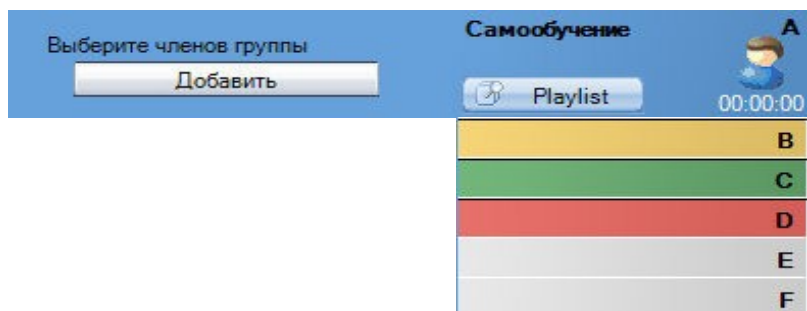 Выберите членов группы
Добавить
Самообучение A
Playlist
00:00:00
B
C
D
E
F